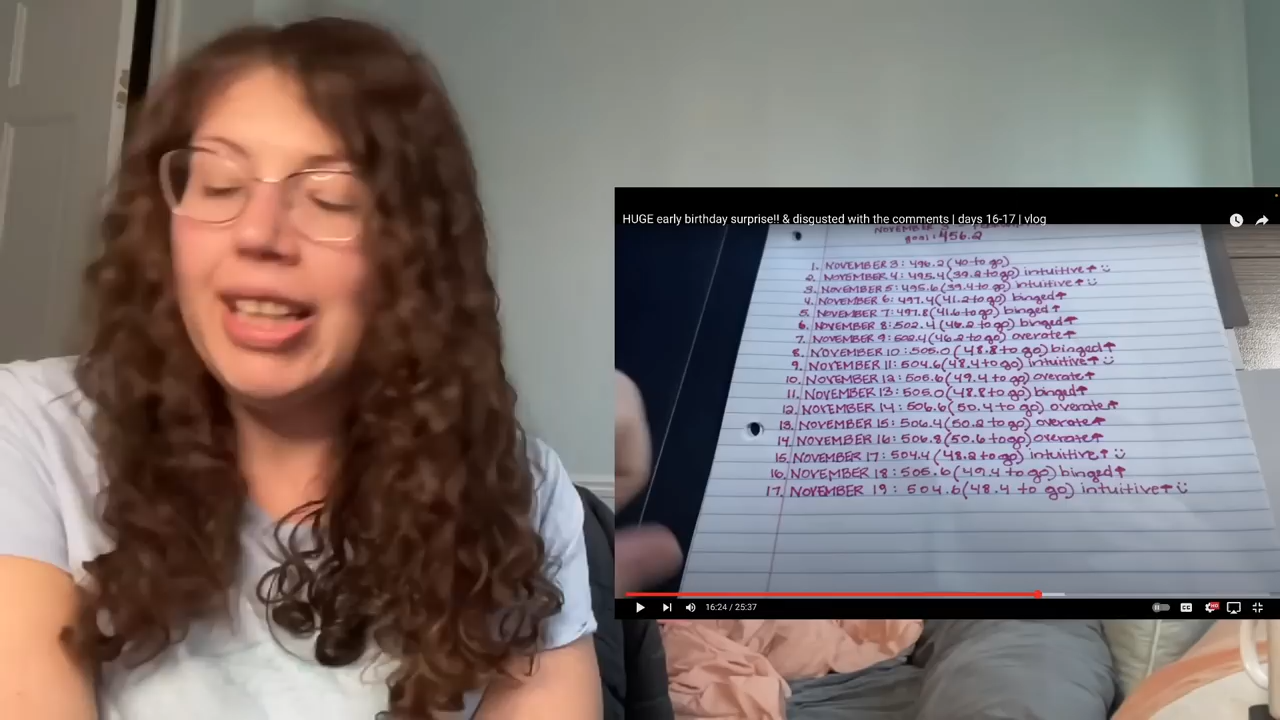 HUGE early birthday surprise!! & disgusted with the comments | days 16-17 | vlog
goal: 456.2
1. NOVEMBER 3: 496.2 (40 to go)
2. NOVEMBER 4: 495.4 (39.2 to go) intuitive↑ :)
3. NOVEMBER 5: 495.6 (39.4 to go) intuitive↑ :)
4. NOVEMBER 6: 497.4 (41.2 to go) binged↑
5. NOVEMBER 7: 497.8 (41.6 to go) binged↑
6. NOVEMBER 8: 502.4 (46.2 to go) binged↑
7. NOVEMBER 9: 502.4 (46.2 to go) overate↑
8. NOVEMBER 10: 505.0 (48.8 to go) binged↑
9. NOVEMBER 11: 504.6 (48.4 to go) intuitive↑ :)
10. NOVEMBER 12: 505.6 (49.4 to go) overate↑
11. NOVEMBER 13: 505.0 (48.8 to go) binged↑
12. NOVEMBER 14: 506.6 (50.4 to go) overate↑
13. NOVEMBER 15: 506.4 (50.2 to go) overate↑
14. NOVEMBER 16: 506.8 (50.6 to go) overate↑
15. NOVEMBER 17: 504.4 (48.2 to go) intuitive↑ :)
16. NOVEMBER 18: 505.6 (49.4 to go) binged↑
17. NOVEMBER 19: 504.6 (48.4 to go) intuitive↑ :)
16:24 / 25:37
CC
HD